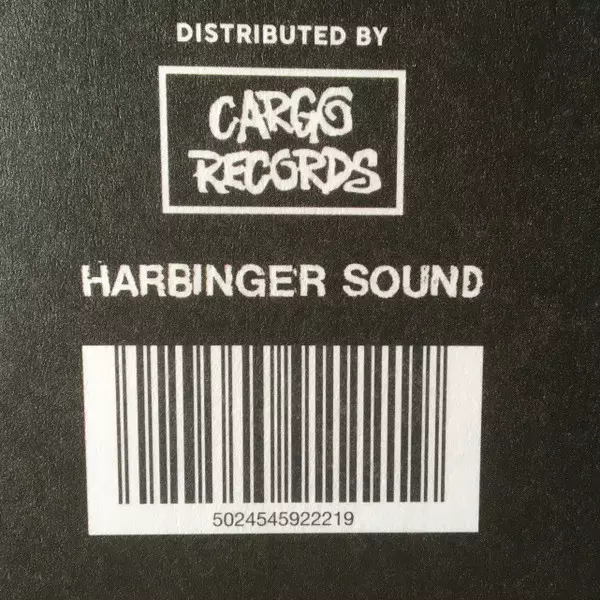 DISTRIBUTED BY
CARGO
RECORDS
HARBINGER SOUND
5024545922219